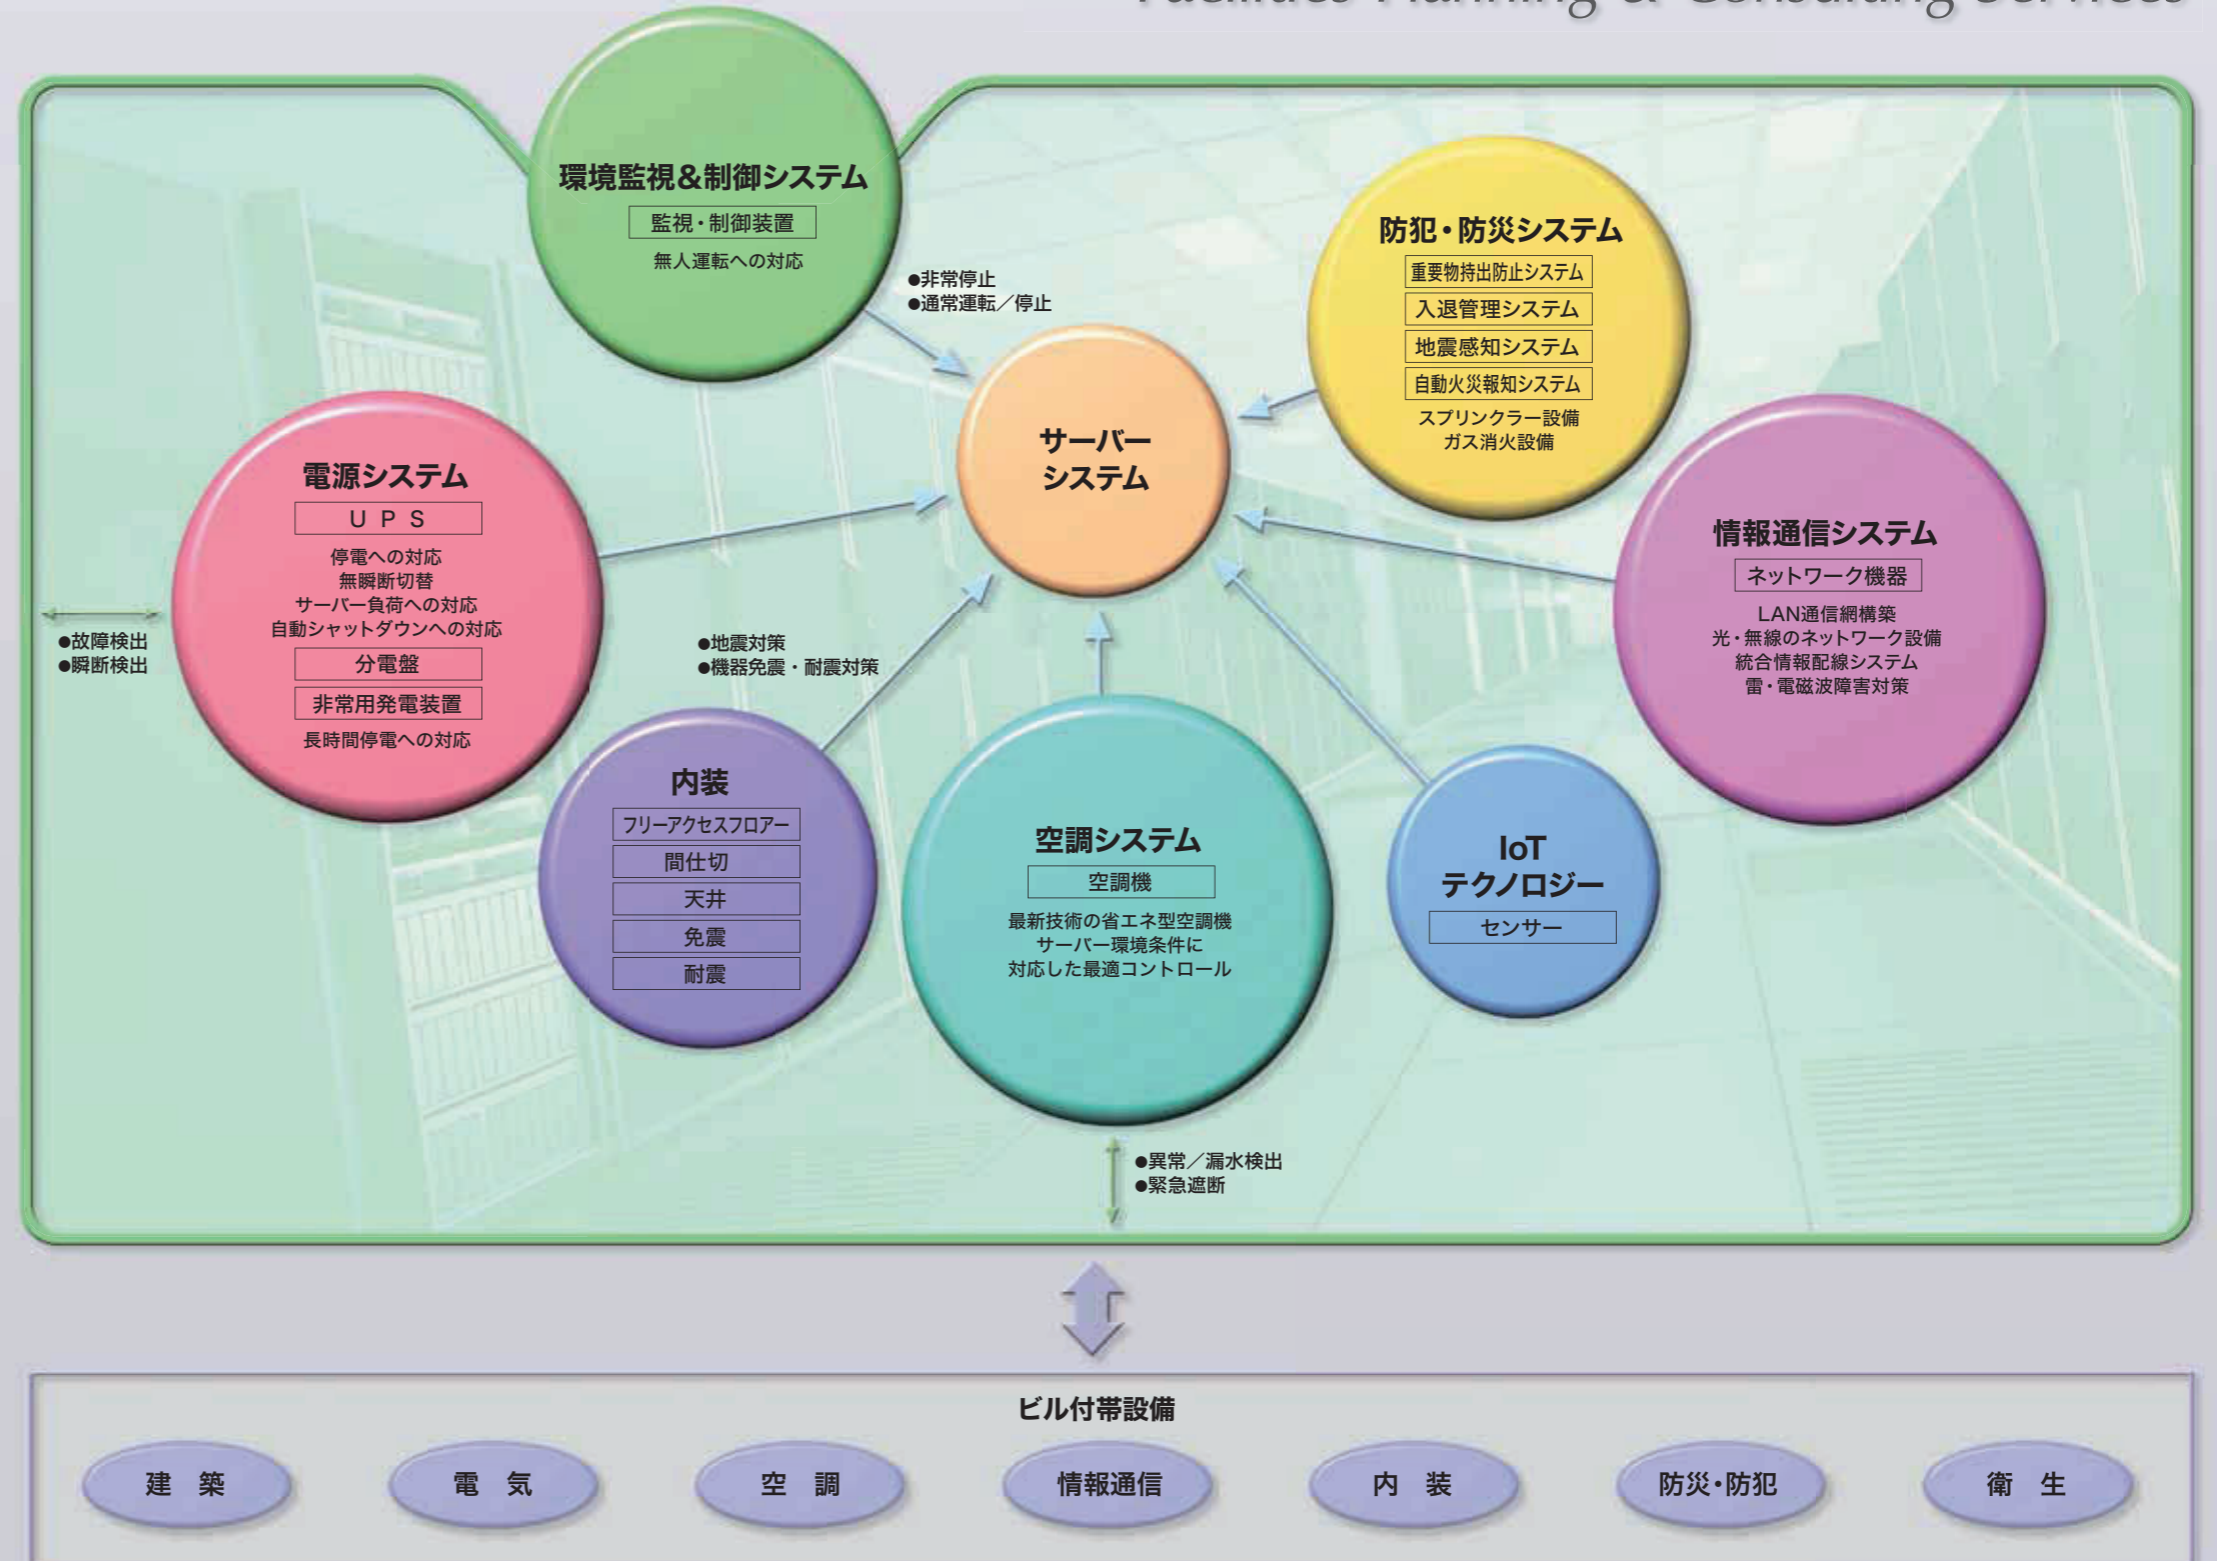 Facilities Planning & Consulting Services
環境監視&制御システム
監視・制御装置
無人運転への対応
●非常停止
●通常運転／停止
防犯・防災システム
重要物持出防止システム
入退管理システム
地震感知システム
自動火災報知システム
スプリンクラー設備
ガス消火設備
サーバー
システム
電源システム
UPS
停電への対応
無瞬断切替
サーバー負荷への対応
自動シャットダウンへの対応
分電盤
非常用発電装置
長時間停電への対応
●故障検出
●瞬断検出
情報通信システム
ネットワーク機器
LAN通信網構築
光・無線のネットワーク設備
統合情報配線システム
雷・電磁波障害対策
●地震対策
●機器免震・耐震対策
内装
フリーアクセスフロアー
間仕切
天井
免震
耐震
空調システム
空調機
最新技術の省エネ型空調機
サーバー環境条件に
対応した最適コントロール
IoT
テクノロジー
センサー
●異常／漏水検出
●緊急遮断
ビル付帯設備
建 築
電 気
空 調
情報通信
内 装
防災・防犯
衛 生